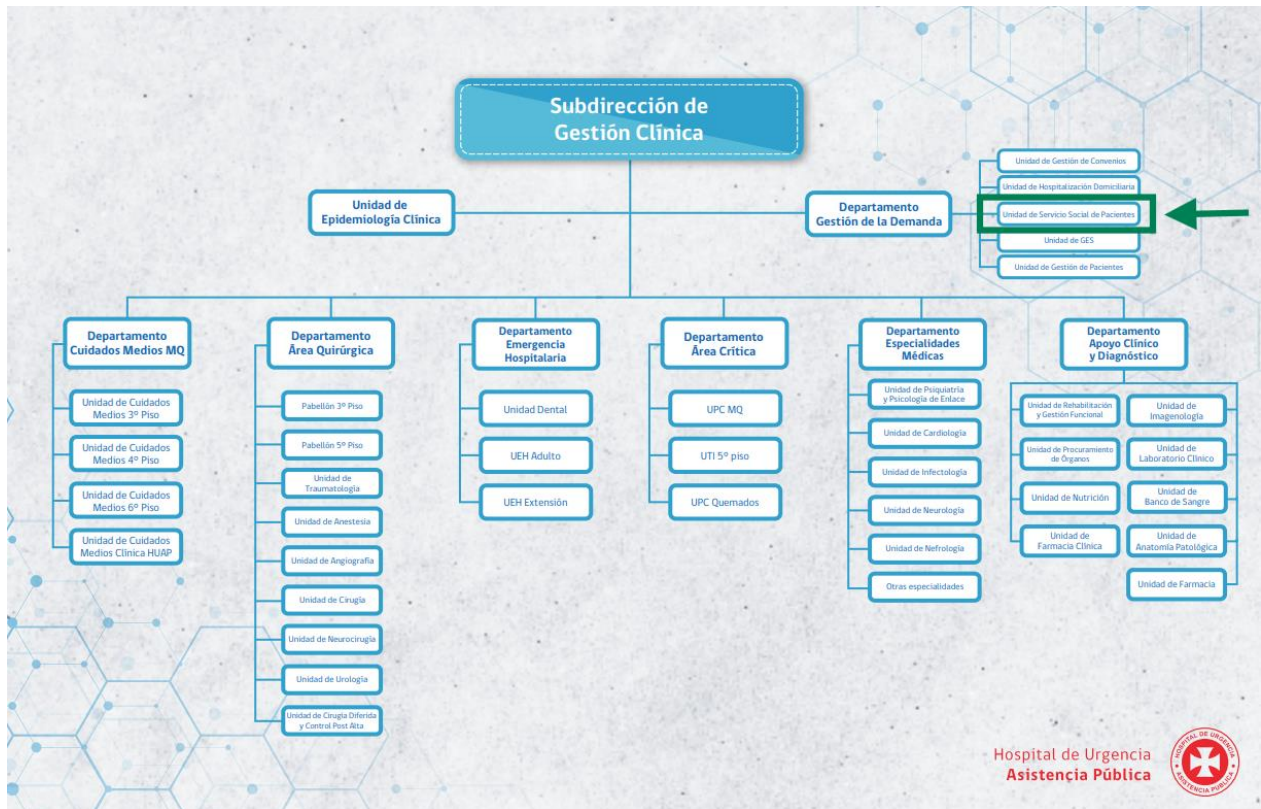 Subdirección de
Gestión Clínica
Unidad de
Epidemiología Clínica
Departamento
Gestión de la Demanda
Unidad de Gestión de Convenios
Unidad de Hospitalización Domiciliaria
Unidad de Servicio Social de Pacientes
Unidad de GES
Unidad de Gestión de Pacientes
Departamento
Cuidados Medios MQ
Unidad de Cuidados
Medios 3º Piso
Unidad de Cuidados
Medios 4º Piso
Unidad de Cuidados
Medios 6º Piso
Unidad de Cuidados
Medios Clínica HUAP
Departamento
Área Quirúrgica
Pabellón 3º Piso
Pabellón 5º Piso
Unidad de
Traumatología
Unidad de Anestesia
Unidad de Angiografía
Unidad de Cirugía
Unidad de Neurocirugía
Unidad de Urología
Unidad de Cirugía Diferida
y Control Post Alta
Departamento
Emergencia
Hospitalaria
Unidad Dental
UEH Adulto
UEH Extensión
Departamento
Área Crítica
UPC MQ
UTI 5º piso
UPC Quemados
Departamento
Especialidades
Médicas
Unidad de Psiquiatría
y Psicología de Enlace
Unidad de Cardiología
Unidad de Infectología
Unidad de Neurología
Unidad de Nefrología
Otras especialidades
Departamento
Apoyo Clínico
y Diagnóstico
Unidad de Rehabilitación
y Gestión Funcional
Unidad de Procuramiento
de Órganos
Unidad de Nutrición
Unidad de
Farmacia Clínica
Unidad de
Imagenología
Unidad de
Laboratorio Clínico
Unidad de
Banco de Sangre
Unidad de
Anatomía Patológica
Unidad de Farmacia
Hospital de Urgencia
Asistencia Pública
HOSPITAL DE URGENCIA
ASISTENCIA PUBLICA